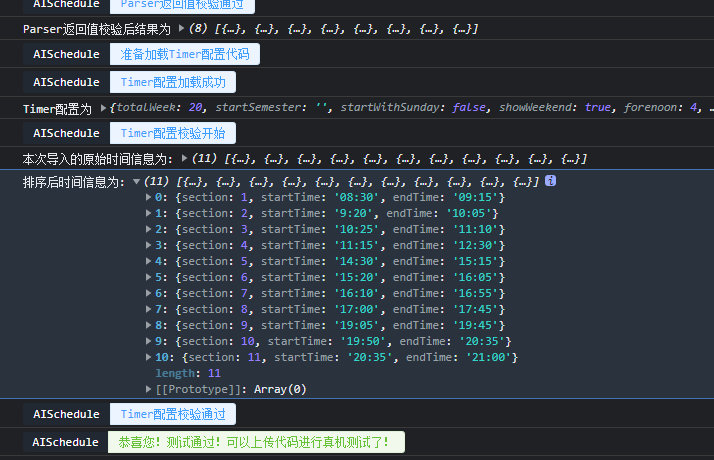 AISchedule Parser返回值校验通过
Parser返回值校验后结果为 ▶ (8) [{…}, {…}, {…}, {…}, {…}, {…}, {…}, {…}]
AISchedule 准备加载Timer配置代码
AISchedule Timer配置加载成功
Timer配置为 ▶ {totalWeek: 20, startSemester: '', startWithSunday: false, showWeekend: true, forenoon: 4, …
AISchedule Timer配置校验开始
本次导入的原始时间信息为: ▶ (11) [{…}, {…}, {…}, {…}, {…}, {…}, {…}, {…}, {…}, {…}, {…}]
排序后时间信息为: ▼ (11) [{…}, {…}, {…}, {…}, {…}, {…}, {…}, {…}, {…}, {…}, {…}] i
▶ 0: {section: 1, startTime: '08:30', endTime: '09:15'}
▶ 1: {section: 2, startTime: '9:20', endTime: '10:05'}
▶ 2: {section: 3, startTime: '10:25', endTime: '11:10'}
▶ 3: {section: 4, startTime: '11:15', endTime: '12:30'}
▶ 4: {section: 5, startTime: '14:30', endTime: '15:15'}
▶ 5: {section: 6, startTime: '15:20', endTime: '16:05'}
▶ 6: {section: 7, startTime: '16:10', endTime: '16:55'}
▶ 7: {section: 8, startTime: '17:00', endTime: '17:45'}
▶ 8: {section: 9, startTime: '19:05', endTime: '19:45'}
▶ 9: {section: 10, startTime: '19:50', endTime: '20:35'}
▶ 10: {section: 11, startTime: '20:35', endTime: '21:00'}
length: 11
▶ [[Prototype]]: Array(0)
AISchedule Timer配置校验通过
AISchedule 恭喜您！测试通过！可以上传代码进行真机测试了！